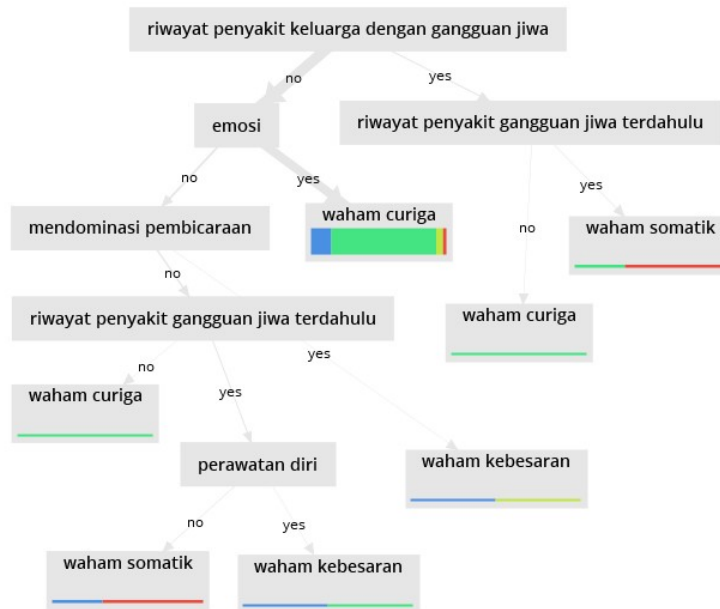 riwayat penyakit keluarga dengan gangguan jiwa
no
yes
emosi
riwayat penyakit gangguan jiwa terdahulu
no
yes
yes
mendominasi pembicaraan
waham curiga
no
waham somatik
no
riwayat penyakit gangguan jiwa terdahulu
waham curiga
no
yes
yes
waham curiga
perawatan diri
waham kebesaran
no
yes
waham somatik
waham kebesaran